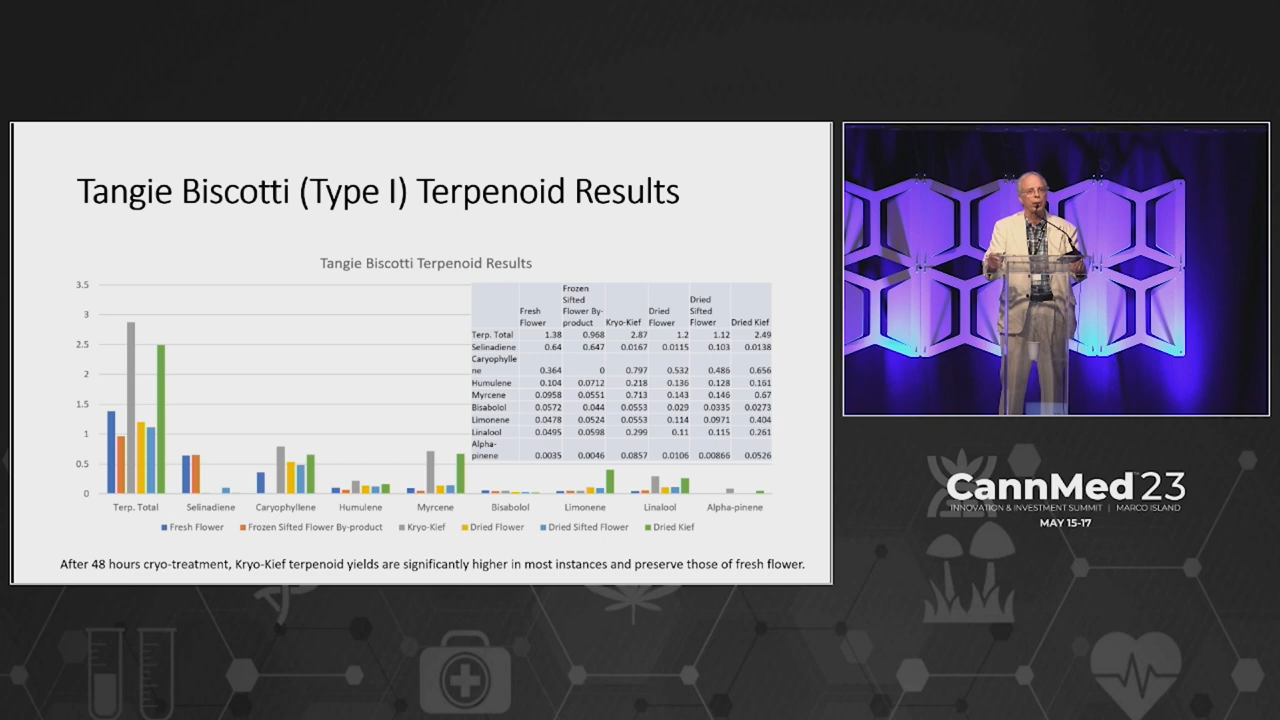 Tangie Biscotti (Type I) Terpenoid Results
Tangie Biscotti Terpenoid Results
3.5
3
2.5
2
1.5
1
0.5
0
Fresh Flower Frozen Sifted Flower By-product Kryo-Kief Dried Flower Dried Sifted Flower Dried Kief
Terp. Total 1.38 0.968 2.87 1.2 1.12 2.49
Selinadiene 0.64 0.647 0.0167 0.0115 0.103 0.0138
Caryophyllene 0.364 0 0.797 0.532 0.486 0.656
Humulene 0.104 0.0712 0.218 0.136 0.128 0.161
Myrcene 0.0958 0.0551 0.713 0.143 0.146 0.67
Bisabolol 0.0572 0.044 0.0553 0.029 0.0335 0.0273
Limonene 0.0478 0.0524 0.0553 0.114 0.0971 0.404
Linalool 0.0495 0.0598 0.299 0.11 0.115 0.261
Alpha-pinene 0.0035 0.0046 0.0857 0.0106 0.00866 0.0526
Terp. Total Selinadiene Caryophyllene Humulene Myrcene Bisabolol Limonene Linalool Alpha-pinene
Fresh Flower Frozen Sifted Flower By-product Kryo-Kief Dried Flower Dried Sifted Flower Dried Kief
After 48 hours cryo-treatment, Kryo-Kief terpenoid yields are significantly higher in most instances and preserve those of fresh flower.
CannMed 23
INNOVATION & INVESTMENT SUMMIT | MARCO ISLAND
MAY 15-17